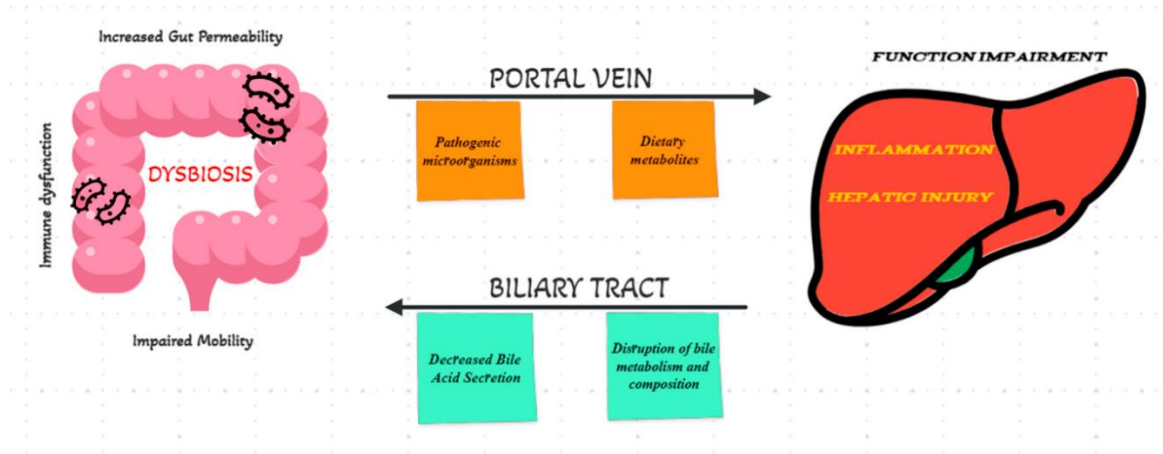 Increased Gut Permeability
Immune dysfunction
DYSBIOSIS
Impaired Mobility
PORTAL VEIN
Pathogenic
microorganisms
Dietary
metabolites
BILIARY TRACT
Decreased Bile
Acid Secretion
Disruption of bile
metabolism and
composition
FUNCTION IMPAIRMENT
INFLAMMATION
HEPATIC INJURY